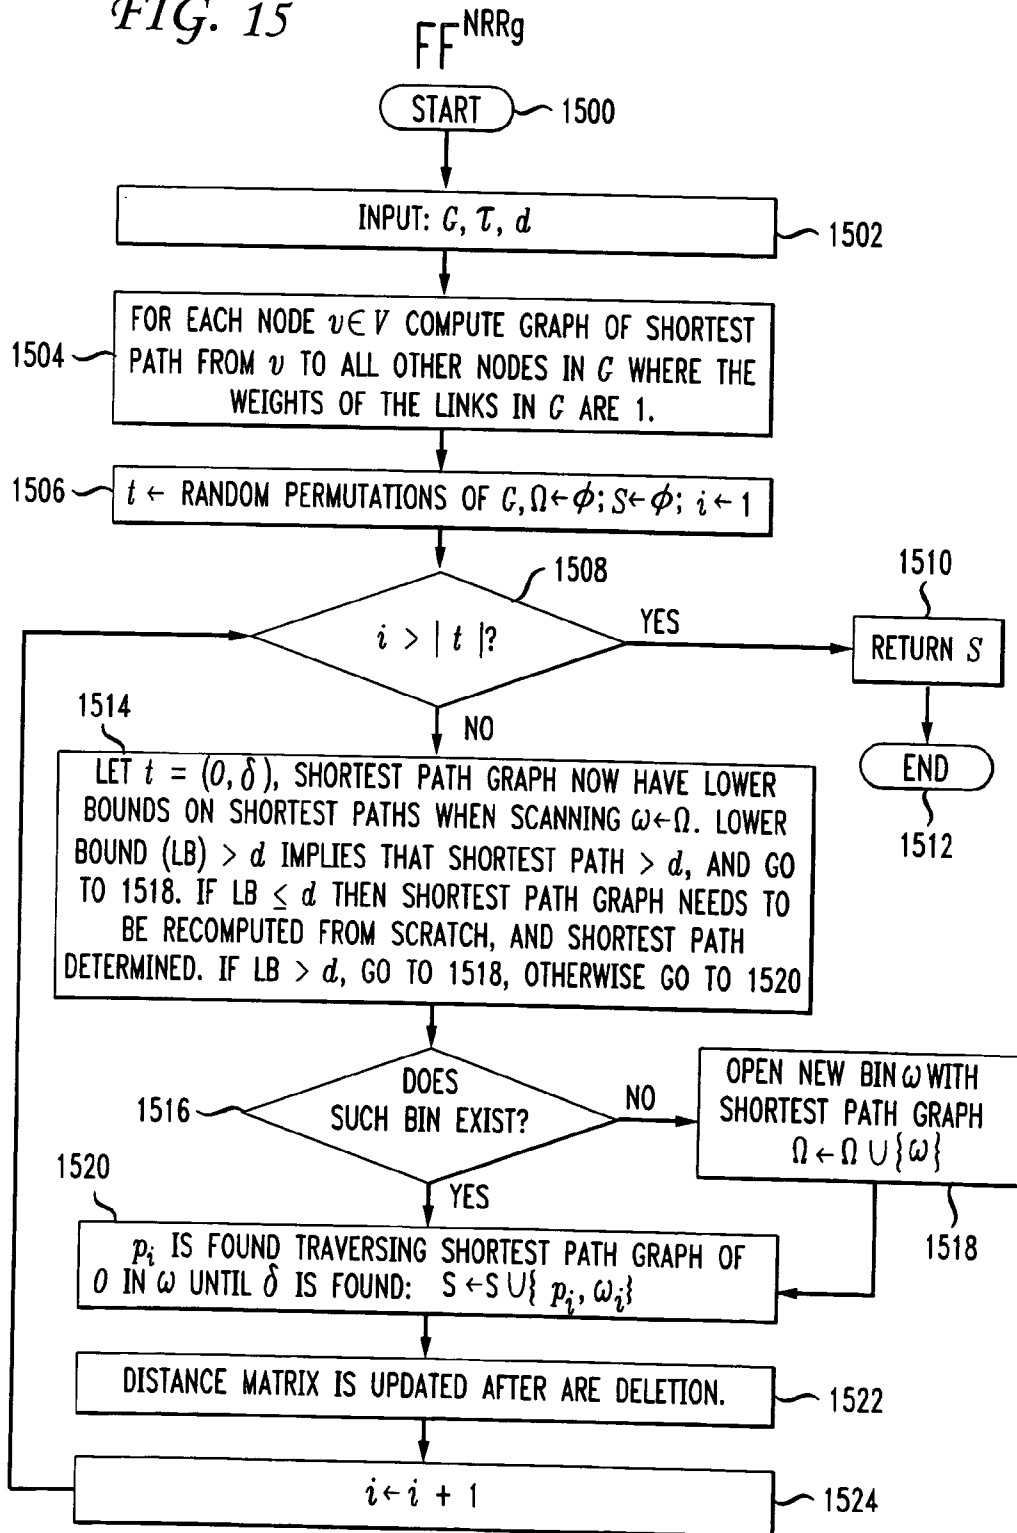 FIG. 15
FF^NRRg
START
1500
INPUT: G, τ, d
1502
FOR EACH NODE v∈V COMPUTE GRAPH OF SHORTEST
PATH FROM v TO ALL OTHER NODES IN G WHERE THE
WEIGHTS OF THE LINKS IN G ARE 1.
1504
1506
t ← RANDOM PERMUTATIONS OF G, Ω←ϕ; S←ϕ; i←1
1508
i > | t |?
YES
1510
RETURN S
END
1512
NO
1514
LET t = (O, δ), SHORTEST PATH GRAPH NOW HAVE LOWER
BOUNDS ON SHORTEST PATHS WHEN SCANNING ω←Ω. LOWER
BOUND (LB) > d IMPLIES THAT SHORTEST PATH > d, AND GO
TO 1518. IF LB ≤ d THEN SHORTEST PATH GRAPH NEEDS TO
BE RECOMPUTED FROM SCRATCH, AND SHORTEST PATH
DETERMINED. IF LB > d, GO TO 1518, OTHERWISE GO TO 1520
1516
DOES
SUCH BIN EXIST?
NO
OPEN NEW BIN ω WITH
SHORTEST PATH GRAPH
Ω ← Ω ∪ {ω}
1518
YES
1520
p_i IS FOUND TRAVERSING SHORTEST PATH GRAPH OF
O IN ω UNTIL δ IS FOUND: S ← S ∪{ p_i, ω_i}
DISTANCE MATRIX IS UPDATED AFTER ARE DELETION.
1522
i ← i + 1
1524